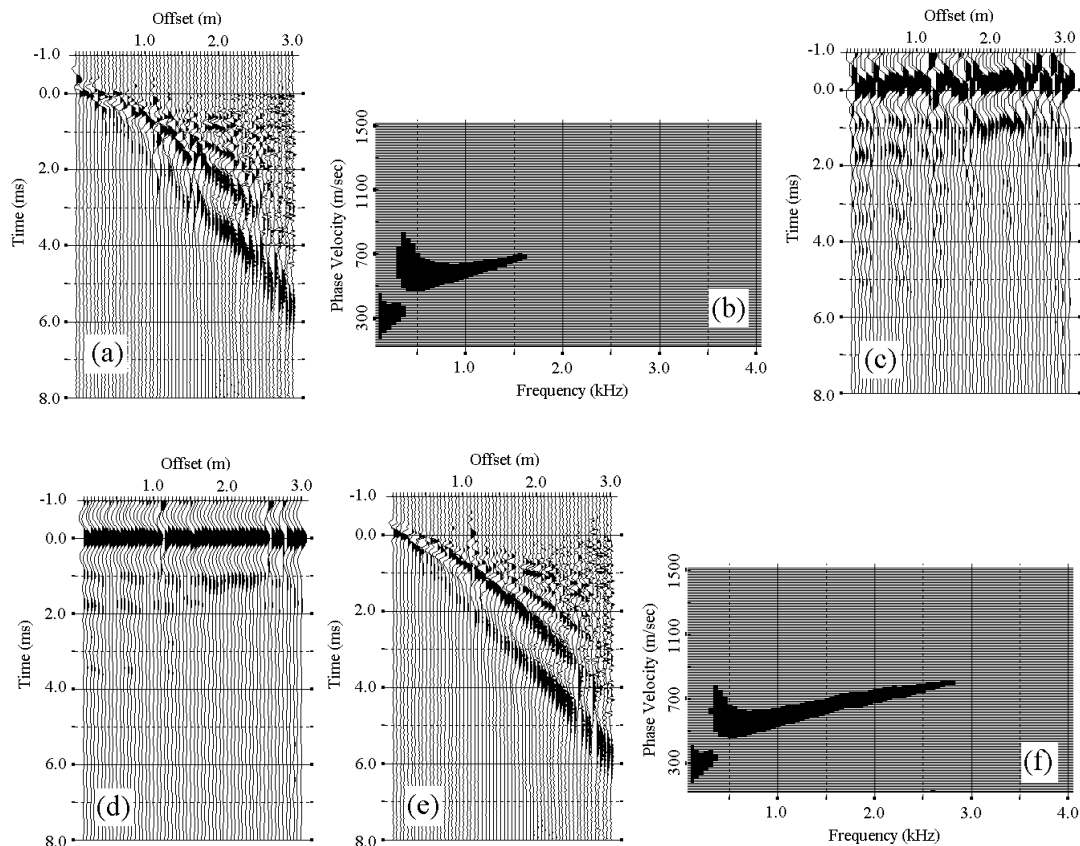 Offset (m)
1.0 2.0 3.0
-1.0
0.0
2.0
4.0
6.0
8.0
Time (ms)
(a)
1500
1100
700
300
Phase Velocity (m/sec)
1.0 2.0 3.0 4.0
Frequency (kHz)
(b)
Offset (m)
1.0 2.0 3.0
-1.0
0.0
2.0
4.0
6.0
8.0
Time (ms)
(c)
Offset (m)
1.0 2.0 3.0
-1.0
0.0
2.0
4.0
6.0
8.0
Time (ms)
(d)
Offset (m)
1.0 2.0 3.0
-1.0
0.0
2.0
4.0
6.0
8.0
Time (ms)
(e)
1500
1100
700
300
Phase Velocity (m/sec)
1.0 2.0 3.0 4.0
Frequency (kHz)
(f)